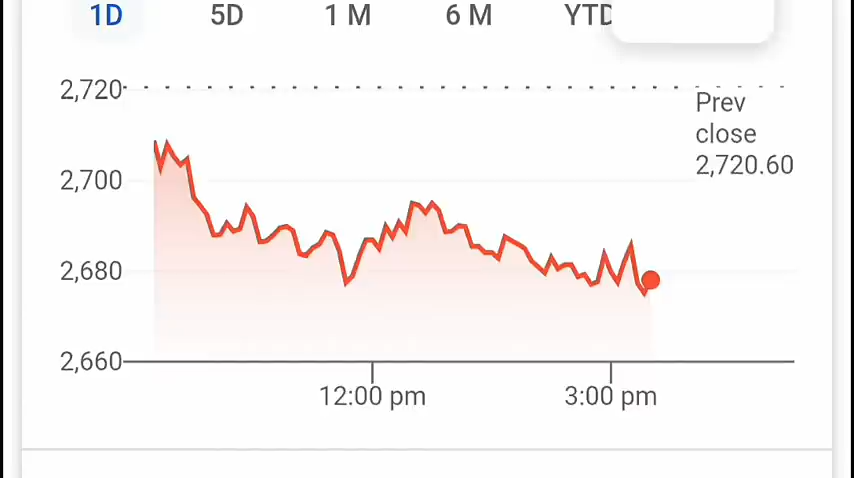 1D 5D 1 M 6 M YTD
2,720
Prev
close
2,720.60
2,700
2,680
2,660
12:00 pm 3:00 pm